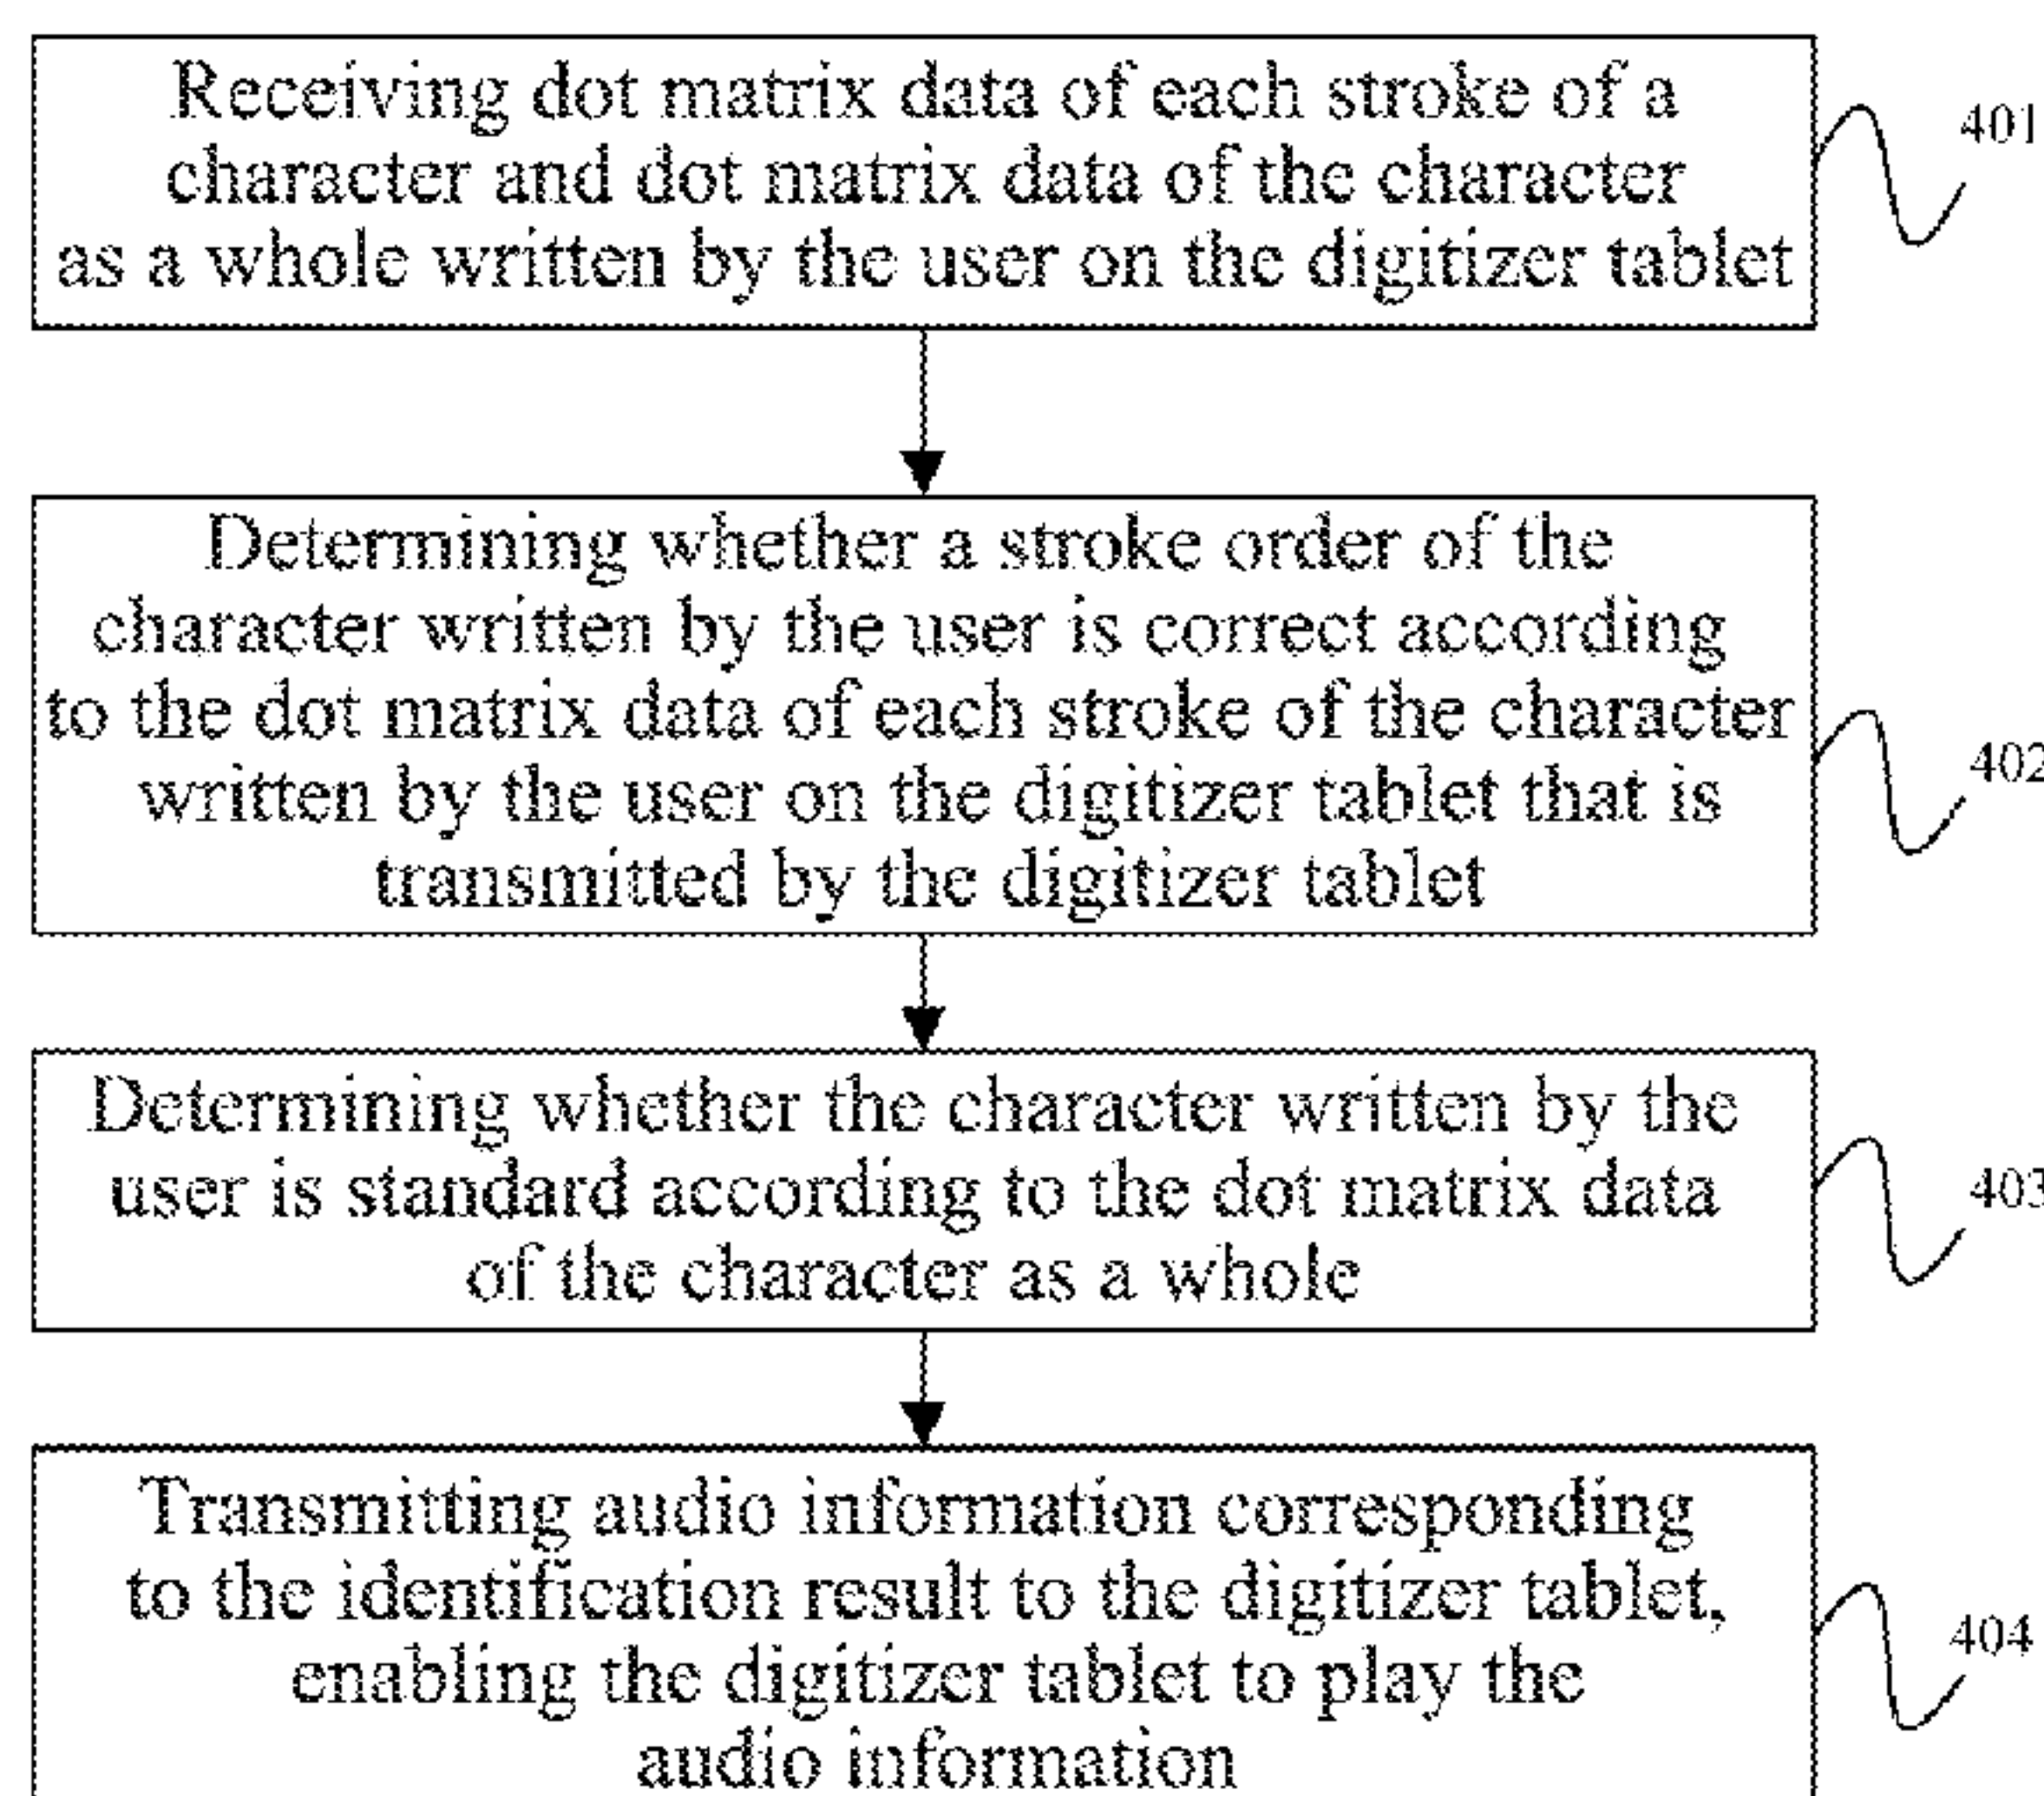 Receiving dot matrix data of each stroke of a
character and dot matrix data of the character
as a whole written by the user on the digitizer tablet
401
Determining whether a stroke order of the
character written by the user is correct according
to the dot matrix data of each stroke of the character
written by the user on the digitizer tablet that is
transmitted by the digitizer tablet
402
Determining whether the character written by the
user is standard according to the dot matrix data
of the character as a whole
403
Transmitting audio information corresponding
to the identification result to the digitizer tablet,
enabling the digitizer tablet to play the
audio information
404